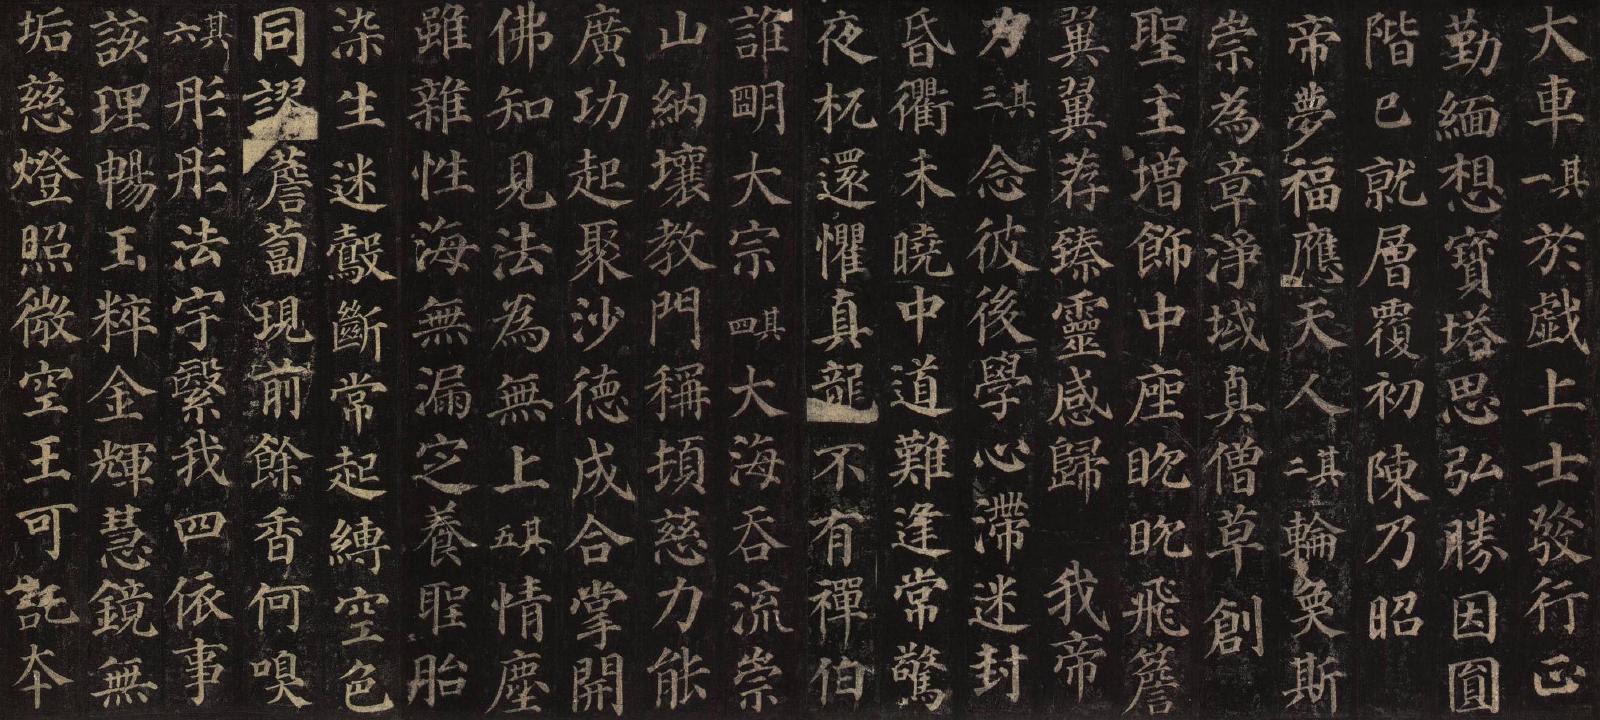 大車其一於戲上士發行正
勤緬想寶塔思弘勝因圓
階已就層覆初陳乃昭
帝夢福應天人其二輪奐斯
崇為章淨域真僧草創
聖主增飾中座眈眈飛簷
翼翼荐臻靈感歸 我帝
力其三念彼後學心滯迷封
昏衢未曉中道難逢常驚
夜杌還懼真龍不有禪伯
誰明大宗其四大海吞流崇
山納壤教門稱頓慈力能
廣功起聚沙德成合掌開
佛知見法為無上其五情塵
雖雜性海無漏定養聖胎
染生迷鷇斷常起縛空色
同謬薝蔔現前餘香何嗅
其六彤彤法宇繄我四依事
該理暢玉粹金輝慧鏡無
垢慈燈照微空王可託本